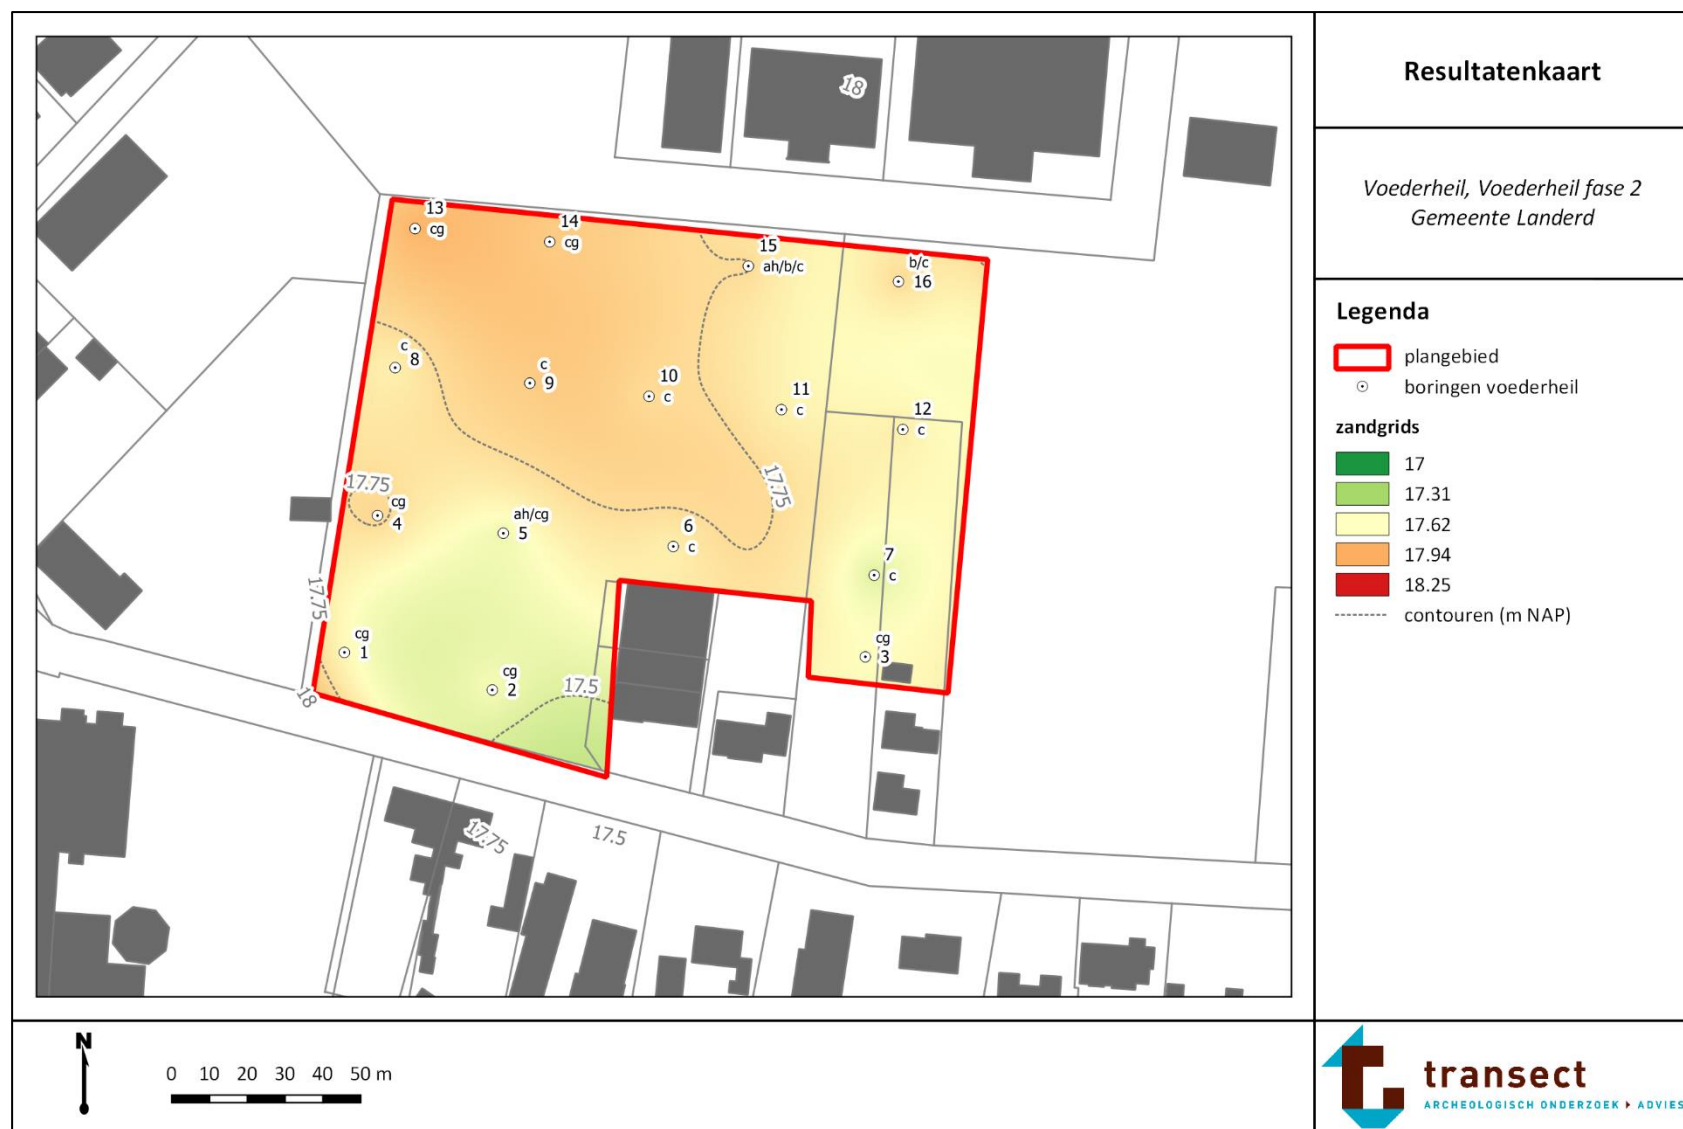 18
13
cg
14
cg
15
ah/b/c
b/c
16
c
8
c
9
10
c
11
c
12
c
17.75
17.75
cg
4
ah/cg
5
6
c
7
c
17.75
cg
1
cg
2
cg
3
17.5
18
17.75
17.5
Resultatenkaart
Voederheil, Voederheil fase 2
Gemeente Landerd
Legenda
plangebied
boringen voederheil
zandgrids
17
17.31
17.62
17.94
18.25
contouren (m NAP)
N
0 10 20 30 40 50 m
transect
ARCHEOLOGISCH ONDERZOEK ▸ ADVIES